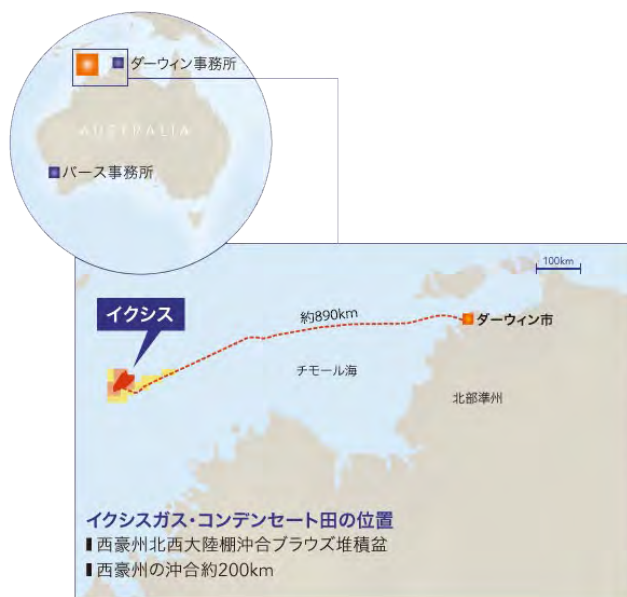 ダーウィン事務所
AUSTRALIA
パース事務所
100km
イクシス
約890km
ダーウィン市
チモール海
北部準州
イクシスガス・コンデンセート田の位置
▮西豪州北西大陸棚沖合ブラウズ堆積盆
▮西豪州の沖合約200km